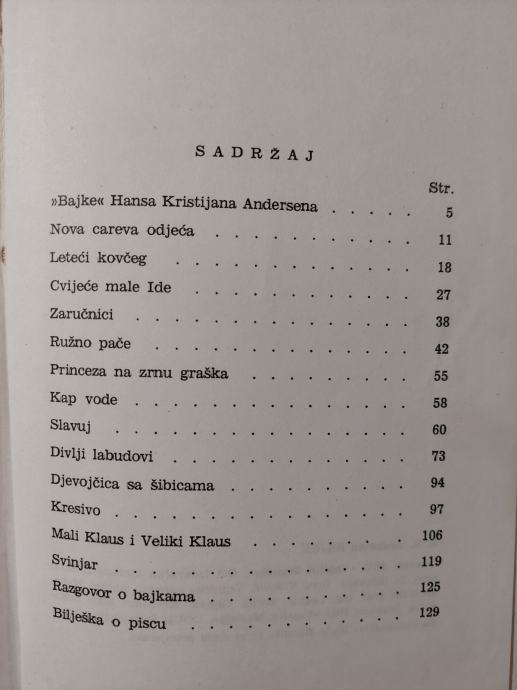 SADRŽAJ
Str.
»Bajke« Hansa Kristijana Andersena . . . . . 5
Nova careva odjeća . . . . . . . . . . . 11
Leteći kovčeg . . . . . . . . . . . . . 18
Cvijeće male Ide . . . . . . . . . . . . 27
Zaručnici . . . . . . . . . . . . . . . 38
Ružno pače . . . . . . . . . . . . . . 42
Princeza na zrnu graška . . . . . . . . . 55
Kap vode . . . . . . . . . . . . . . . 58
Slavuj . . . . . . . . . . . . . . . . 60
Divlji labudovi . . . . . . . . . . . . . 73
Djevojčica sa šibicama . . . . . . . . . . 94
Kresivo . . . . . . . . . . . . . . . . 97
Mali Klaus i Veliki Klaus . . . . . . . . 106
Svinjar . . . . . . . . . . . . . . . . 119
Razgovor o bajkama . . . . . . . . . . . 125
Bilješka o piscu . . . . . . . . . . . . 129